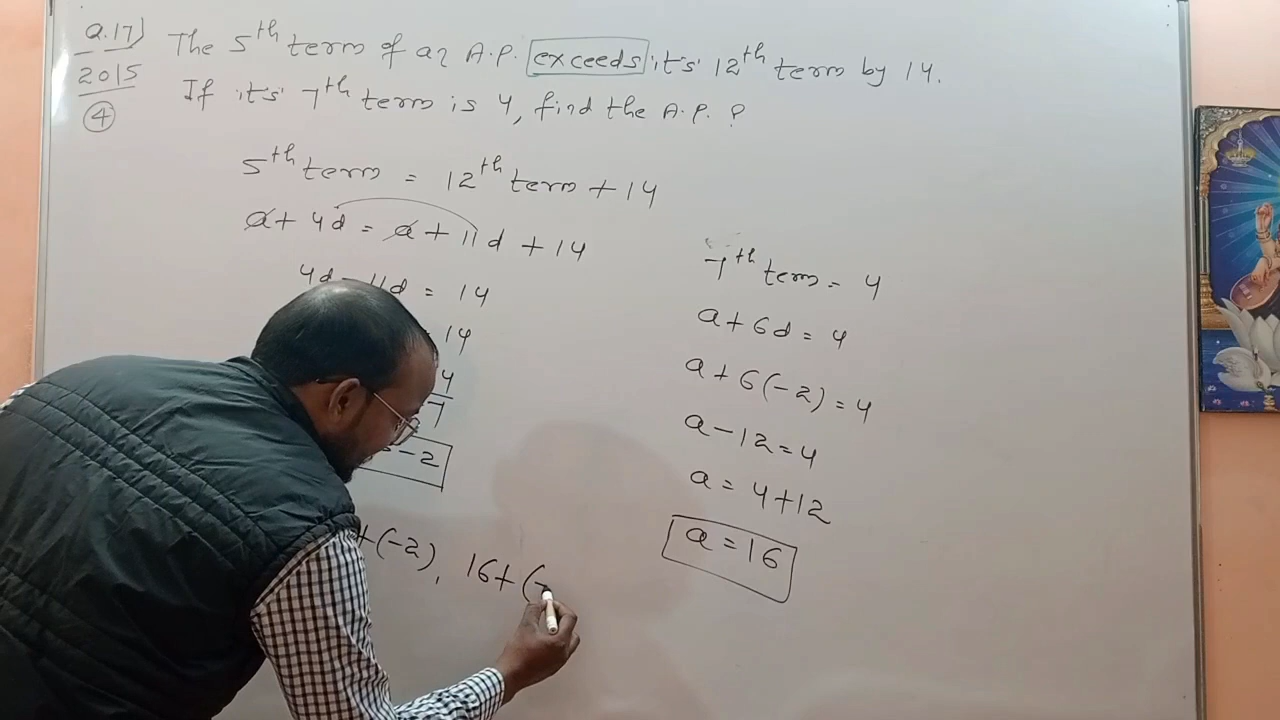 Q.17)
2015
④
The 5th term of an A.P. exceeds it's 12th term by 14.
If it's 7th term is 4, find the A.P. ?
5th term = 12th term + 14
a + 4d = a + 11d + 14
4d - 11d = 14
= 14
-7
= -2
+(-2), 16+(-
7th term = 4
a + 6d = 4
a + 6(-2) = 4
a - 12 = 4
a = 4+12
a = 16